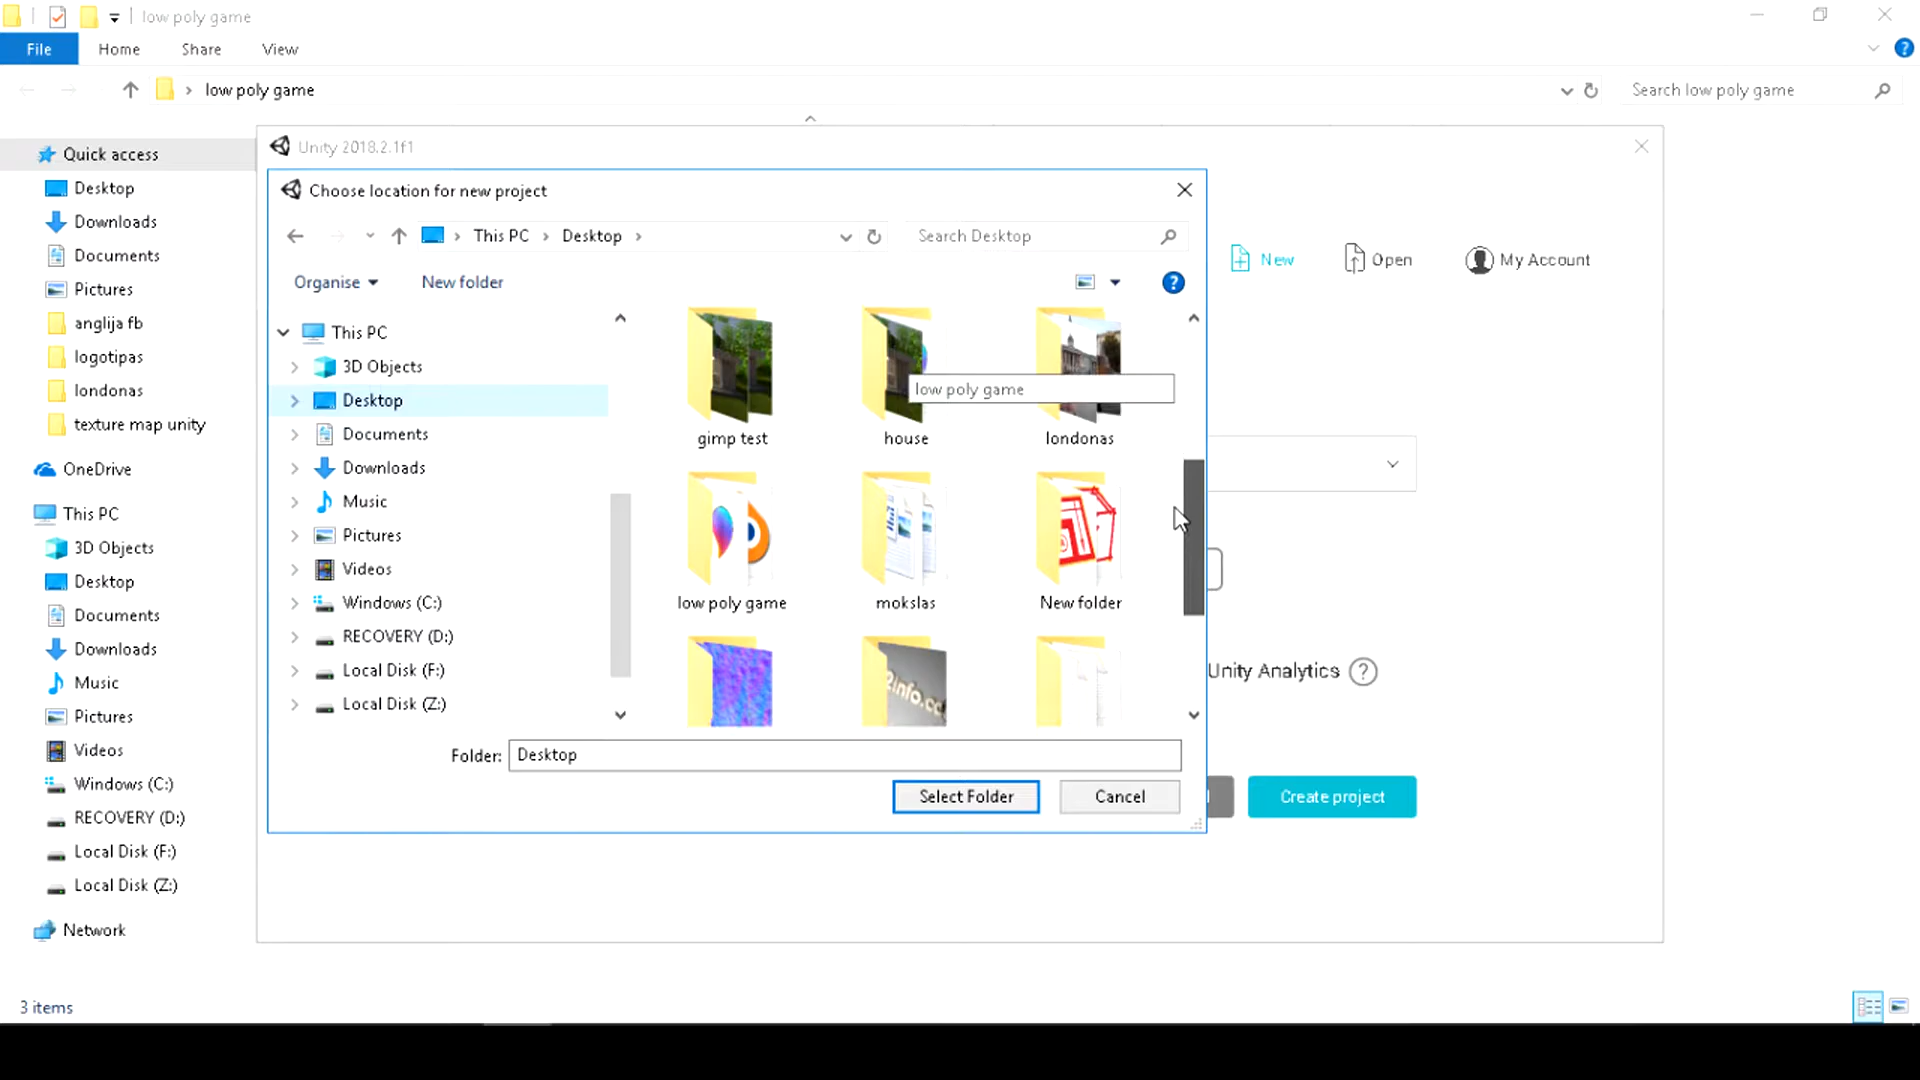 low poly game
File Home Share View
low poly game
Search low poly game
Quick access
Desktop
Downloads
Documents
Pictures
anglija fb
logotipas
londonas
texture map unity
OneDrive
This PC
3D Objects
Desktop
Documents
Downloads
Music
Pictures
Videos
Windows (C:)
RECOVERY (D:)
Local Disk (F:)
Local Disk (Z:)
Network
3 items
Unity 2018.2.1f1
Choose location for new project
This PC Desktop
Search Desktop
Organise New folder
This PC
3D Objects
Desktop
Documents
Downloads
Music
Pictures
Videos
Windows (C:)
RECOVERY (D:)
Local Disk (F:)
Local Disk (Z:)
low poly game
gimp test house londonas
low poly game mokslas New folder
Folder: Desktop
Select Folder Cancel
New Open My Account
Unity Analytics ?
Create project